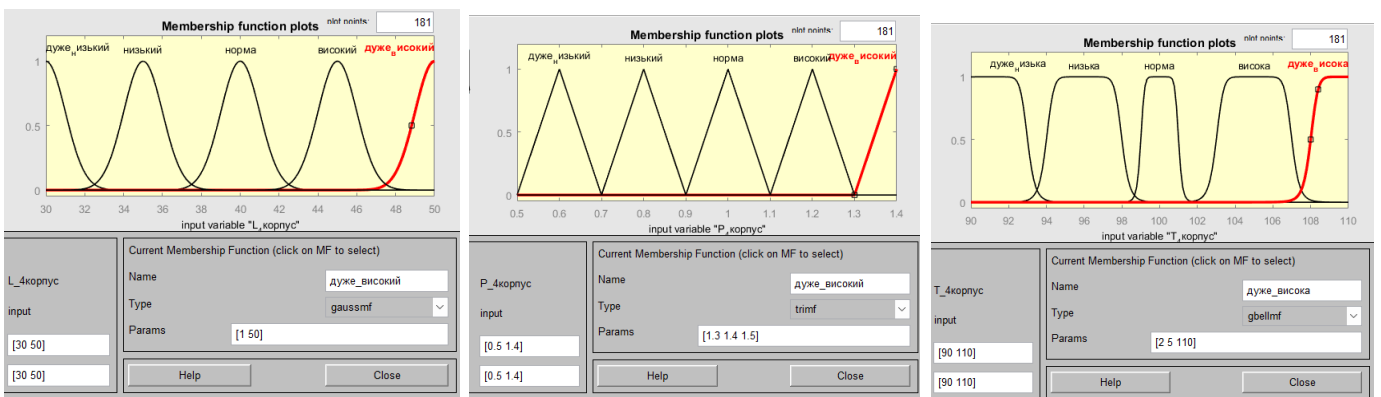 Membership function plots
plot points:
181
дуже_низький
низький
норма
високий
дуже_високий
1
0.5
0
30
32
34
36
38
40
42
44
46
48
50
input variable "L_4корпус"
L_4корпус
input
[30 50]
[30 50]
Current Membership Function (click on MF to select)
Name
дуже_високий
Type
gaussmf
Params
[1 50]
Help
Close
Membership function plots
plot points:
181
дуже_низький
низький
норма
високий
дуже_високий
1
0.5
0
0.5
0.6
0.7
0.8
0.9
1
1.1
1.2
1.3
1.4
input variable "P_4корпус"
P_4корпус
input
[0.5 1.4]
[0.5 1.4]
Current Membership Function (click on MF to select)
Name
дуже_високий
Type
trimf
Params
[1.3 1.4 1.5]
Help
Close
Membership function plots
plot points:
181
дуже_низька
низька
норма
висока
дуже_висока
1
0.5
0
90
92
94
96
98
100
102
104
106
108
110
input variable "T_4корпус"
T_4корпус
input
[90 110]
[90 110]
Current Membership Function (click on MF to select)
Name
дуже_висока
Type
gbellmf
Params
[2 5 110]
Help
Close